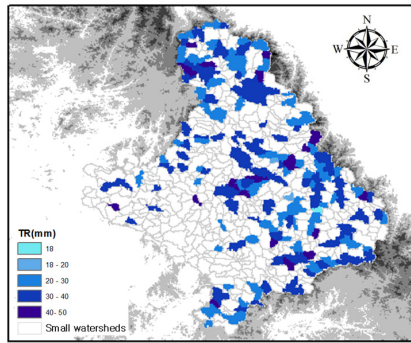 N
W
E
S
TR(mm)
18
18 - 20
20 - 30
30 - 40
40 - 50
Small watersheds